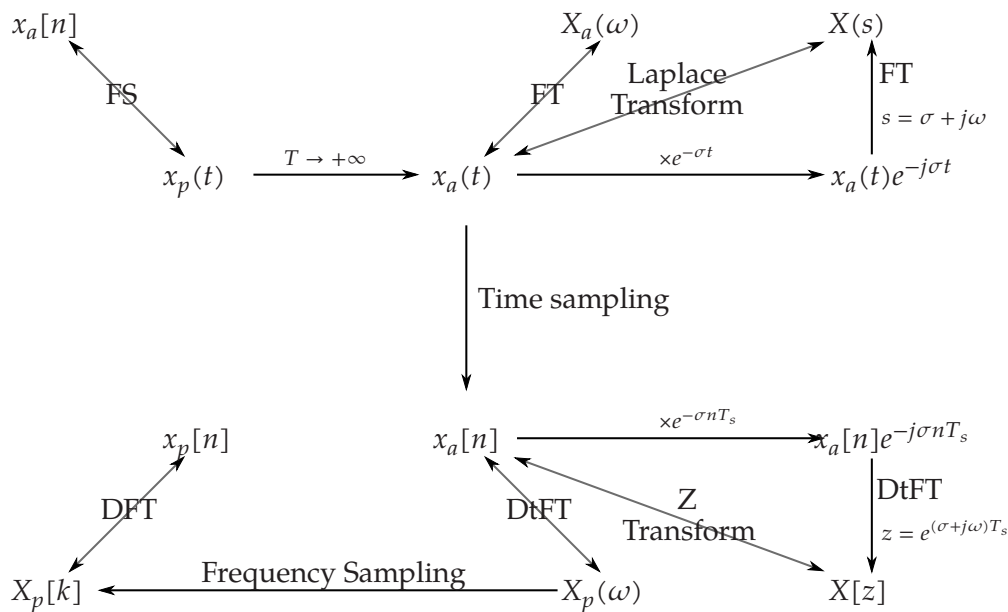 x_a[n]
X_a(ω)
X(s)
FS
FT
Laplace
Transform
FT
s = σ + jω
x_p(t)
T → +∞
x_a(t)
×e^{−σt}
x_a(t)e^{−jσt}
Time sampling
x_p[n]
x_a[n]
×e^{−σnT_s}
x_a[n]e^{−jσnT_s}
DFT
DtFT
Z
Transform
DtFT
z = e^{(σ+jω)T_s}
X_p[k]
Frequency Sampling
X_p(ω)
X[z]